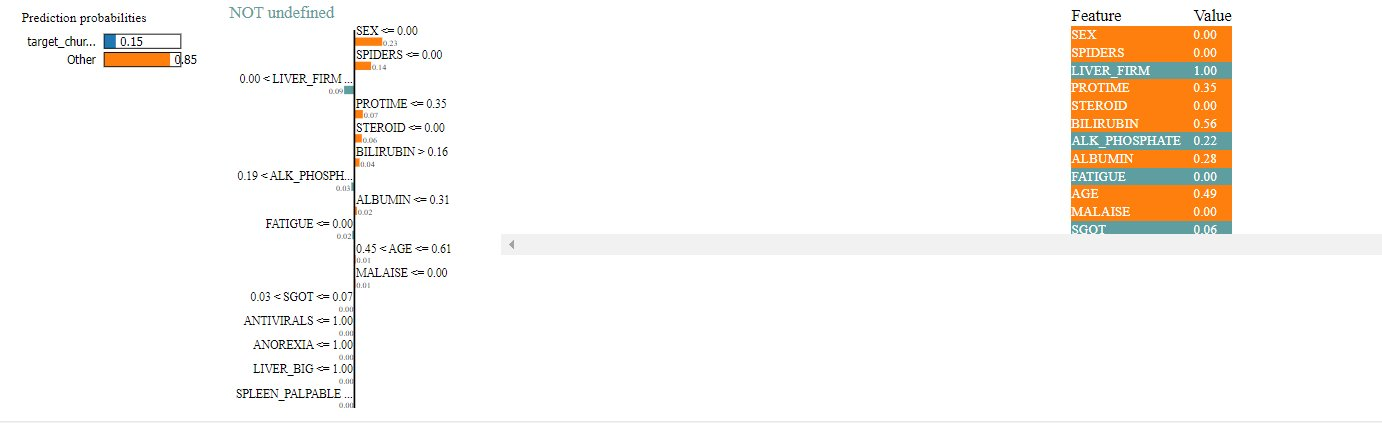 Prediction probabilities
target_chur... 0.15
Other 0.85
NOT undefined
SEX <= 0.00
0.23
SPIDERS <= 0.00
0.14
0.00 < LIVER_FIRM ...
0.09
PROTIME <= 0.35
0.07
STEROID <= 0.00
0.06
BILIRUBIN > 0.16
0.04
0.19 < ALK_PHOSPH...
0.03
ALBUMIN <= 0.31
0.02
FATIGUE <= 0.00
0.02
0.45 < AGE <= 0.61
0.01
MALAISE <= 0.00
0.01
0.03 < SGOT <= 0.07
0.00
ANTIVIRALS <= 1.00
0.00
ANOREXIA <= 1.00
0.00
LIVER_BIG <= 1.00
0.00
SPLEEN_PALPABLE ...
0.00
Feature Value
SEX 0.00
SPIDERS 0.00
LIVER_FIRM 1.00
PROTIME 0.35
STEROID 0.00
BILIRUBIN 0.56
ALK_PHOSPHATE 0.22
ALBUMIN 0.28
FATIGUE 0.00
AGE 0.49
MALAISE 0.00
SGOT 0.06